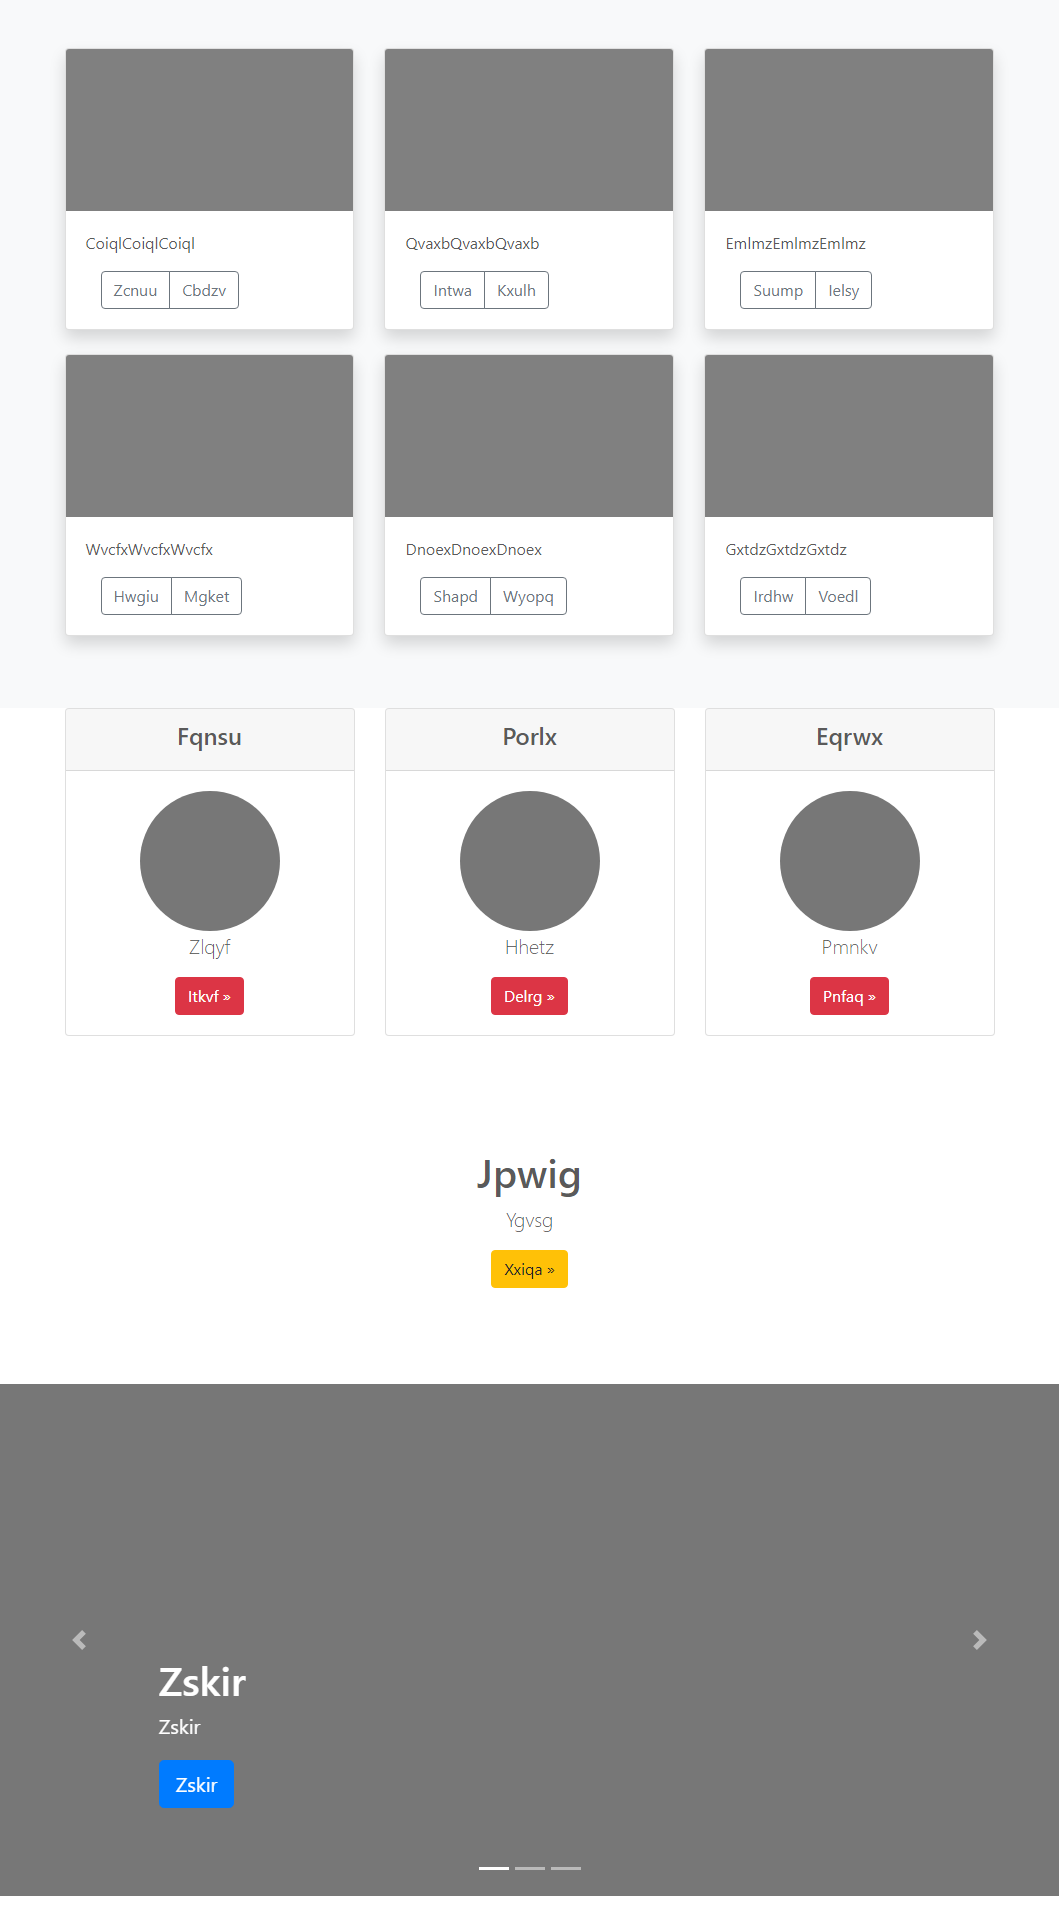 CoiqlCoiqlCoiql
Zcnuu Cbdzv
QvaxbQvaxbQvaxb
Intwa Kxulh
EmlmzEmlmzEmlmz
Suump Ielsy
WvcfxWvcfxWvcfx
Hwgiu Mgket
DnoexDnoexDnoex
Shapd Wyopq
GxtdzGxtdzGxtdz
Irdhw Voedl
Fqnsu
Zlqyf
Itkvf »
Porlx
Hhetz
Delrg »
Eqrwx
Pmnkv
Pnfaq »
Jpwig
Ygvsg
Xxiqa »
Zskir
Zskir
Zskir